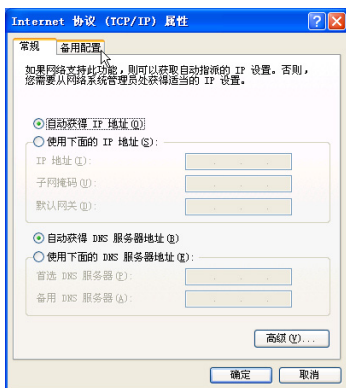 Internet 协议 (TCP/IP) 属性
常规 备用配置
如果网络支持此功能，则可以获取自动指派的 IP 设置。否则，
您需要从网络系统管理员处获得适当的 IP 设置。
自动获得 IP 地址(O)
使用下面的 IP 地址(S):
IP 地址(I):
子网掩码(U):
默认网关(D):
自动获得 DNS 服务器地址(B)
使用下面的 DNS 服务器地址(E):
首选 DNS 服务器(P):
备用 DNS 服务器(A):
高级(V)...
确定 取消